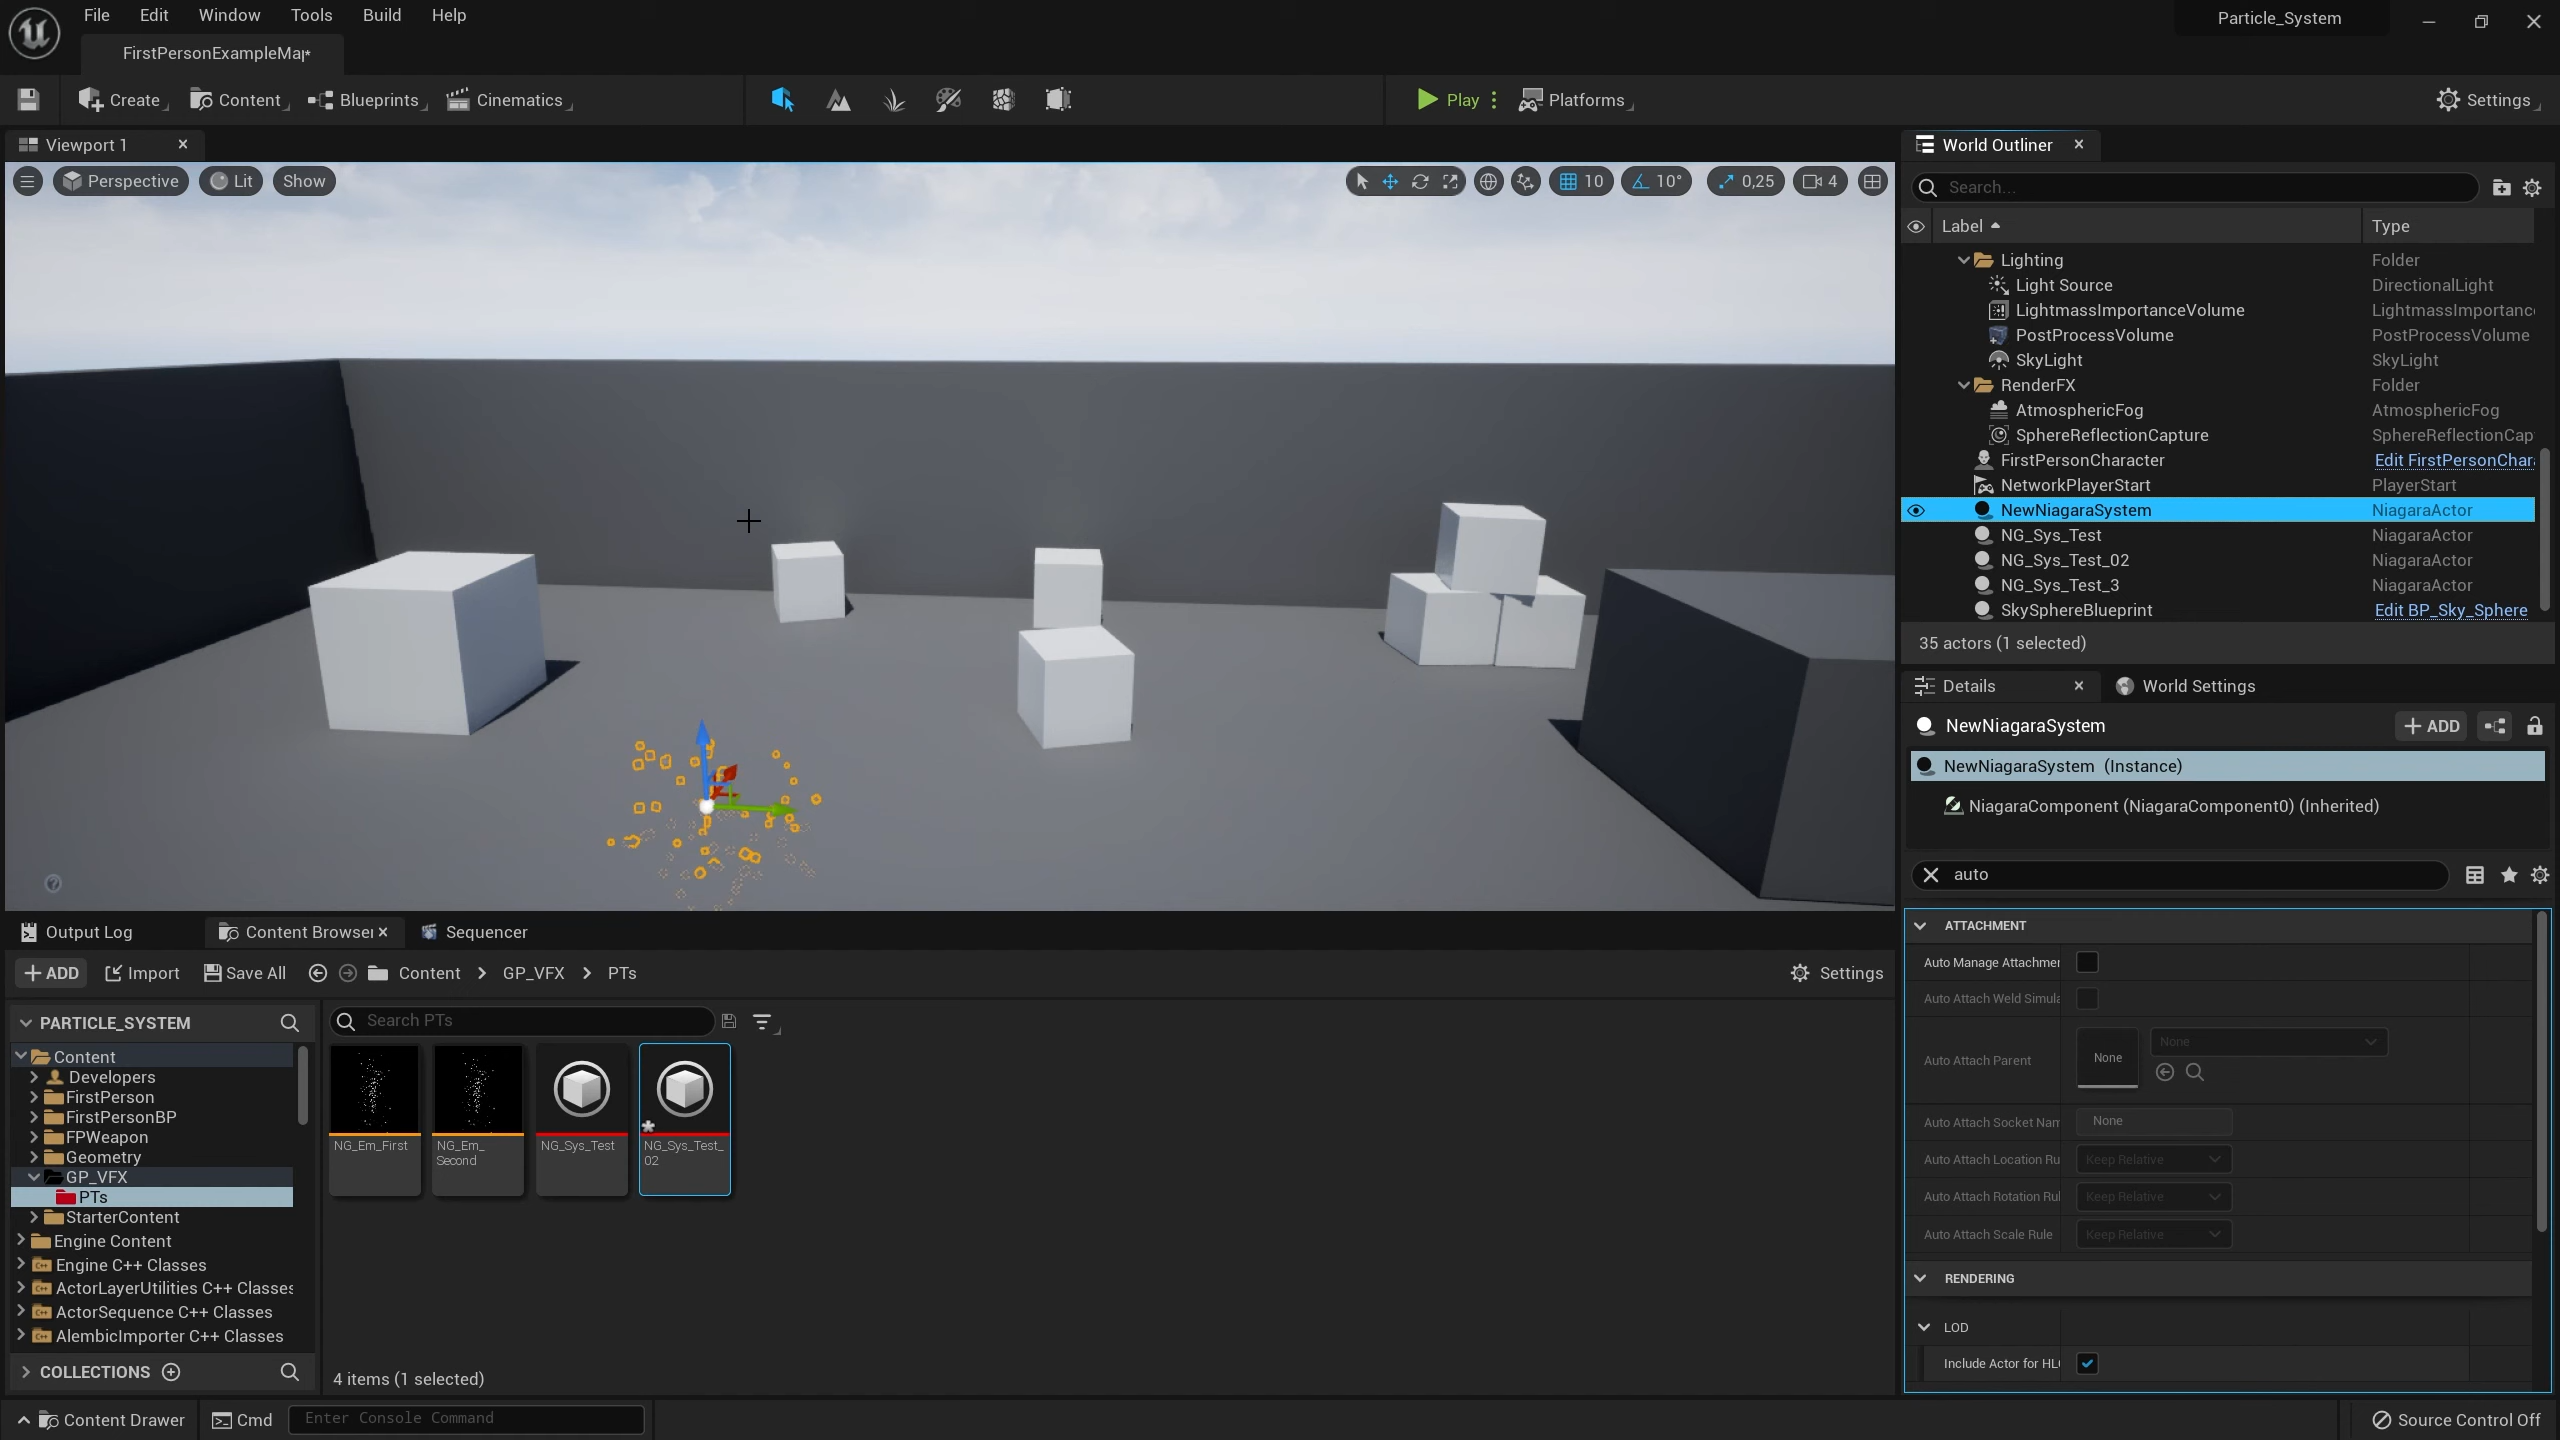 File Edit Window Tools Build Help
Particle_System
FirstPersonExampleMap*
Create Content Blueprints Cinematics
Play Platforms
Settings
Viewport 1
Perspective Lit Show
10 10° 0,25 4
World Outliner
Search...
Label Type
Lighting Folder
Light Source DirectionalLight
LightmassImportanceVolume LightmassImportanc
PostProcessVolume PostProcessVolume
SkyLight SkyLight
RenderFX Folder
AtmosphericFog AtmosphericFog
SphereReflectionCapture SphereReflectionCap
FirstPersonCharacter Edit FirstPersonChar
NetworkPlayerStart PlayerStart
NewNiagaraSystem NiagaraActor
NG_Sys_Test NiagaraActor
NG_Sys_Test_02 NiagaraActor
NG_Sys_Test_3 NiagaraActor
SkySphereBlueprint Edit BP_Sky_Sphere
35 actors (1 selected)
Details World Settings
NewNiagaraSystem + ADD
NewNiagaraSystem (Instance)
NiagaraComponent (NiagaraComponent0) (Inherited)
auto
ATTACHMENT
Auto Manage Attachmer
Auto Attach Weld Simula
Auto Attach Parent None None
Auto Attach Socket Nam None
Auto Attach Location Ru Keep Relative
Auto Attach Rotation Rul Keep Relative
Auto Attach Scale Rule Keep Relative
RENDERING
LOD
Include Actor for HL
Output Log Content Browser Sequencer
+ ADD Import Save All Content > GP_VFX > PTs
Settings
PARTICLE_SYSTEM
Content
Developers
FirstPerson
FirstPersonBP
FPWeapon
Geometry
GP_VFX
PTs
StarterContent
Engine Content
Engine C++ Classes
ActorLayerUtilities C++ Classes
ActorSequence C++ Classes
AlembicImporter C++ Classes
COLLECTIONS
Search PTs
NG_Em_First
NG_Em_
Second
NG_Sys_Test
NG_Sys_Test_
02
4 items (1 selected)
Content Drawer Cmd Enter Console Command
Source Control Off